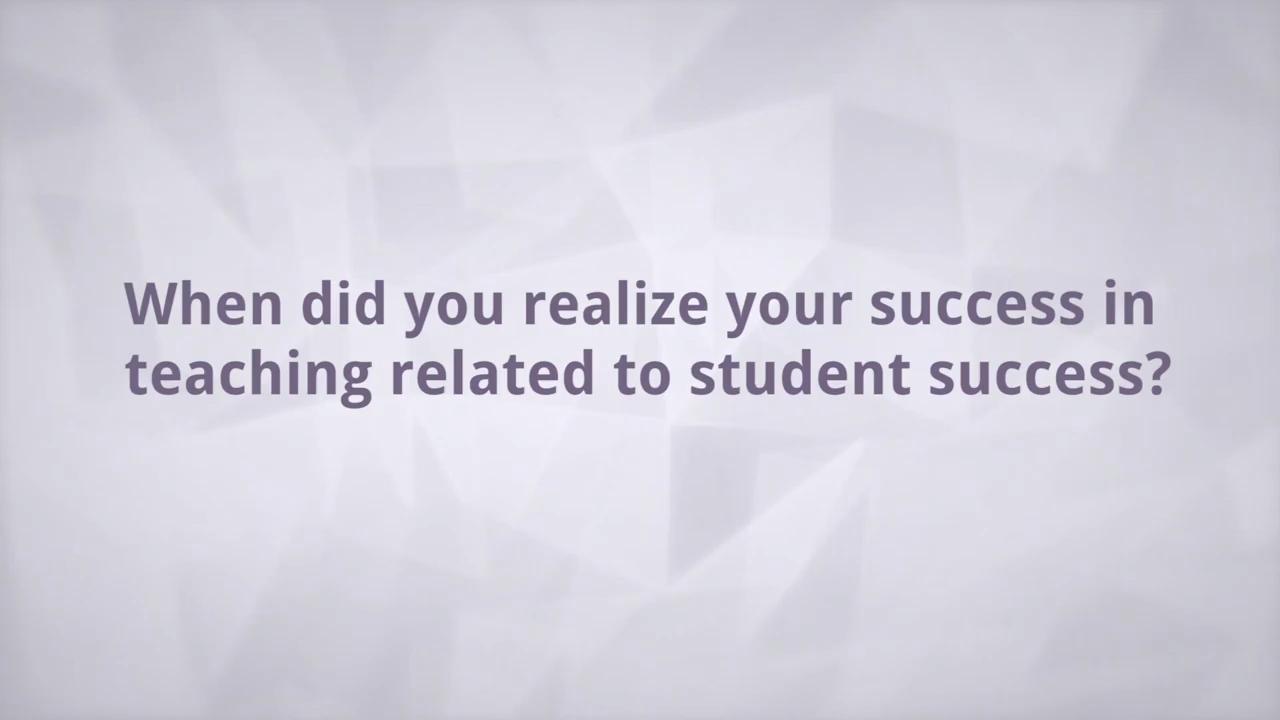 When did you realize your success in
teaching related to student success?